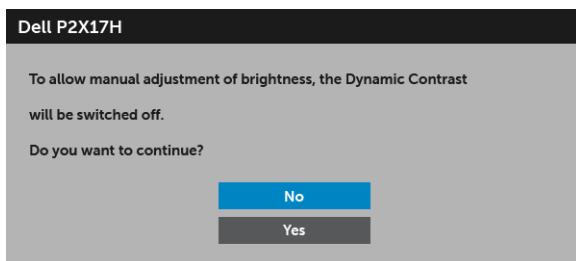 Dell P2X17H
To allow manual adjustment of brightness, the Dynamic Contrast
will be switched off.
Do you want to continue?
No
Yes